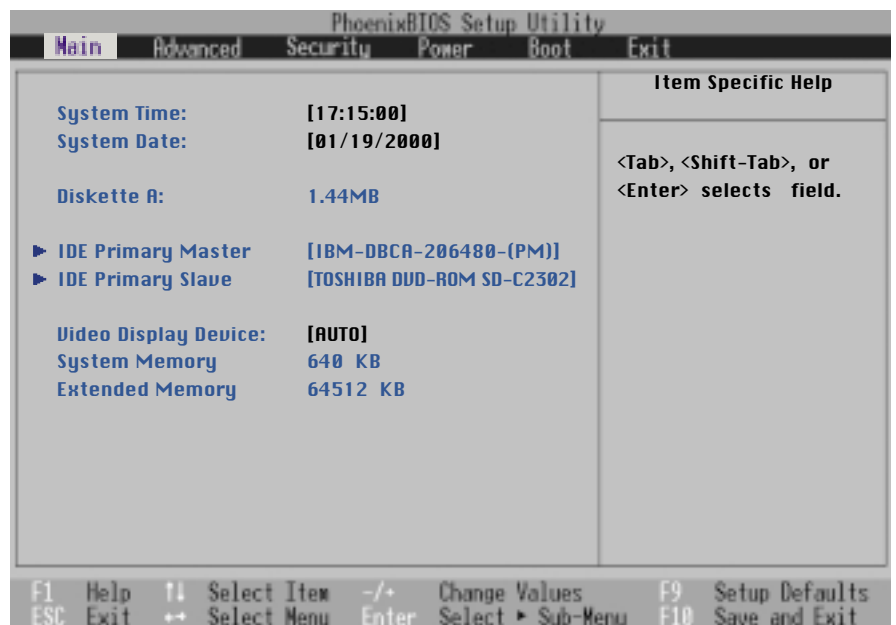 PhoenixBIOS Setup Utility
Main Advanced Security Power Boot Exit
Item Specific Help
System Time: [17:15:00]
System Date: [01/19/2000]
<Tab>, <Shift-Tab>, or
<Enter> selects field.
Diskette A: 1.44MB
► IDE Primary Master [IBM-DBCA-206480-(PM)]
► IDE Primary Slave [TOSHIBA DVD-ROM SD-C2302]
Video Display Device: [AUTO]
System Memory 640 KB
Extended Memory 64512 KB
F1 Help ↑↓ Select Item -/+ Change Values F9 Setup Defaults
ESC Exit ←→ Select Menu Enter Select ► Sub-Menu F10 Save and Exit